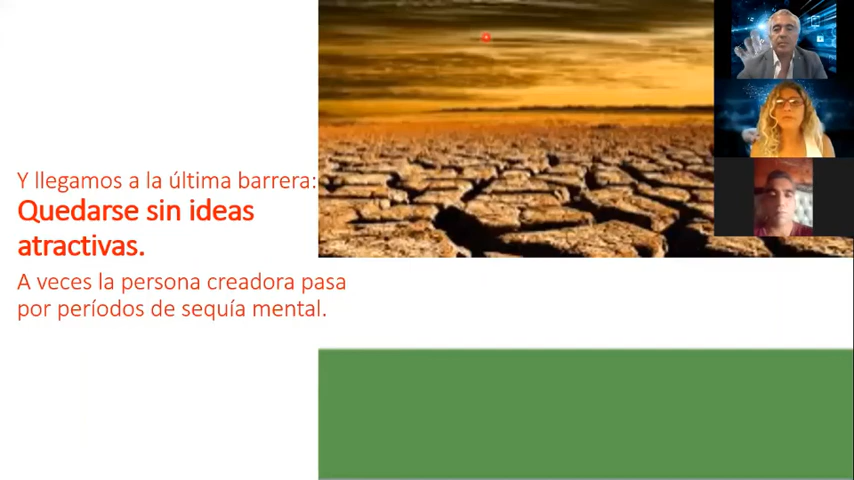 Y llegamos a la última barrera:
Quedarse sin ideas
atractivas.
A veces la persona creadora pasa
por períodos de sequía mental.